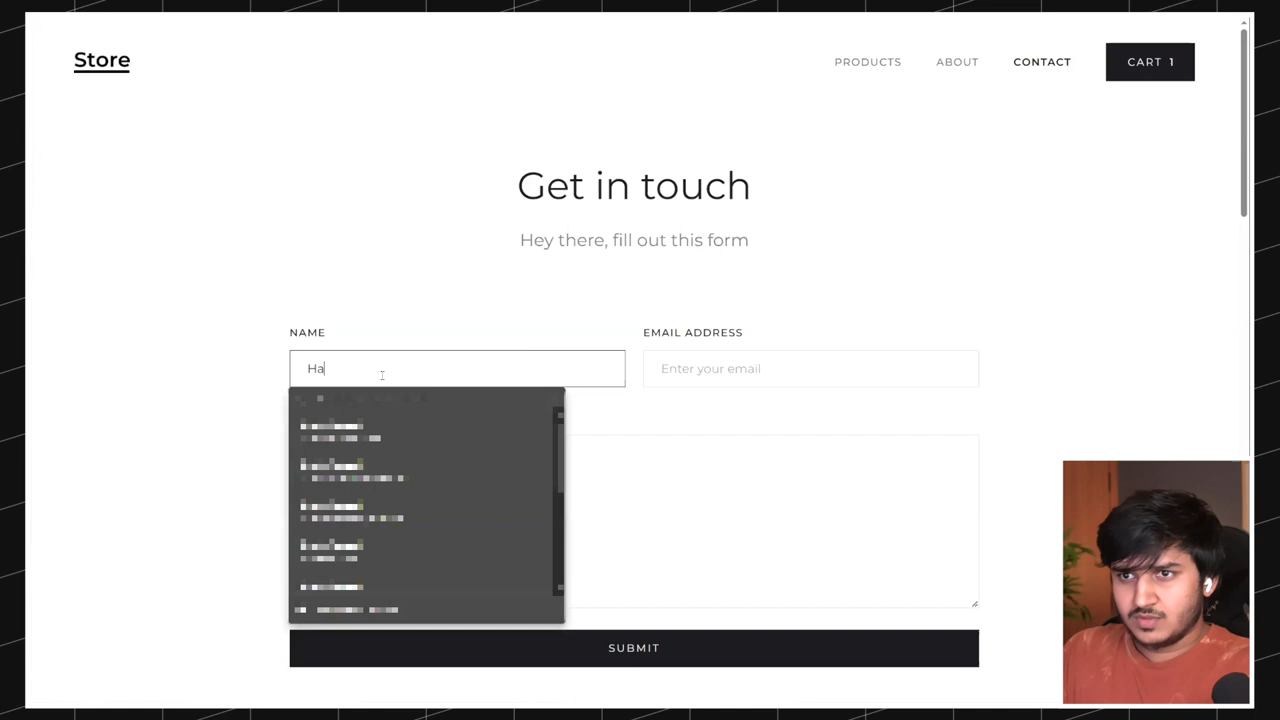 Store
PRODUCTS ABOUT CONTACT CART 1
Get in touch
Hey there, fill out this form
NAME EMAIL ADDRESS
Ha Enter your email
SUBMIT